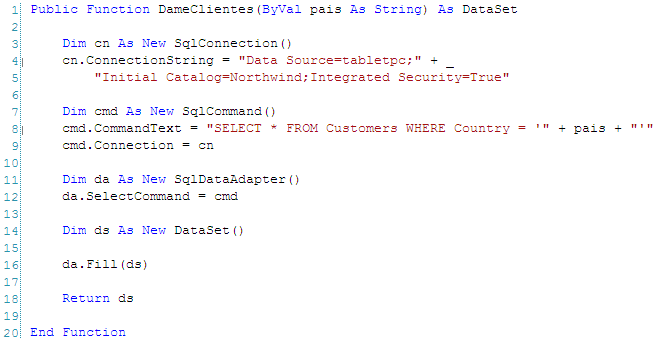 1 Public Function DameClientes(ByVal pais As String) As DataSet
2
3 Dim cn As New SqlConnection()
4 cn.ConnectionString = "Data Source=tabletpc;" + _
5 "Initial Catalog=Northwind;Integrated Security=True"
6
7 Dim cmd As New SqlCommand()
8 cmd.CommandText = "SELECT * FROM Customers WHERE Country = '" + pais + "'"
9 cmd.Connection = cn
10
11 Dim da As New SqlDataAdapter()
12 da.SelectCommand = cmd
13
14 Dim ds As New DataSet()
15
16 da.Fill(ds)
17
18 Return ds
19
20 End Function